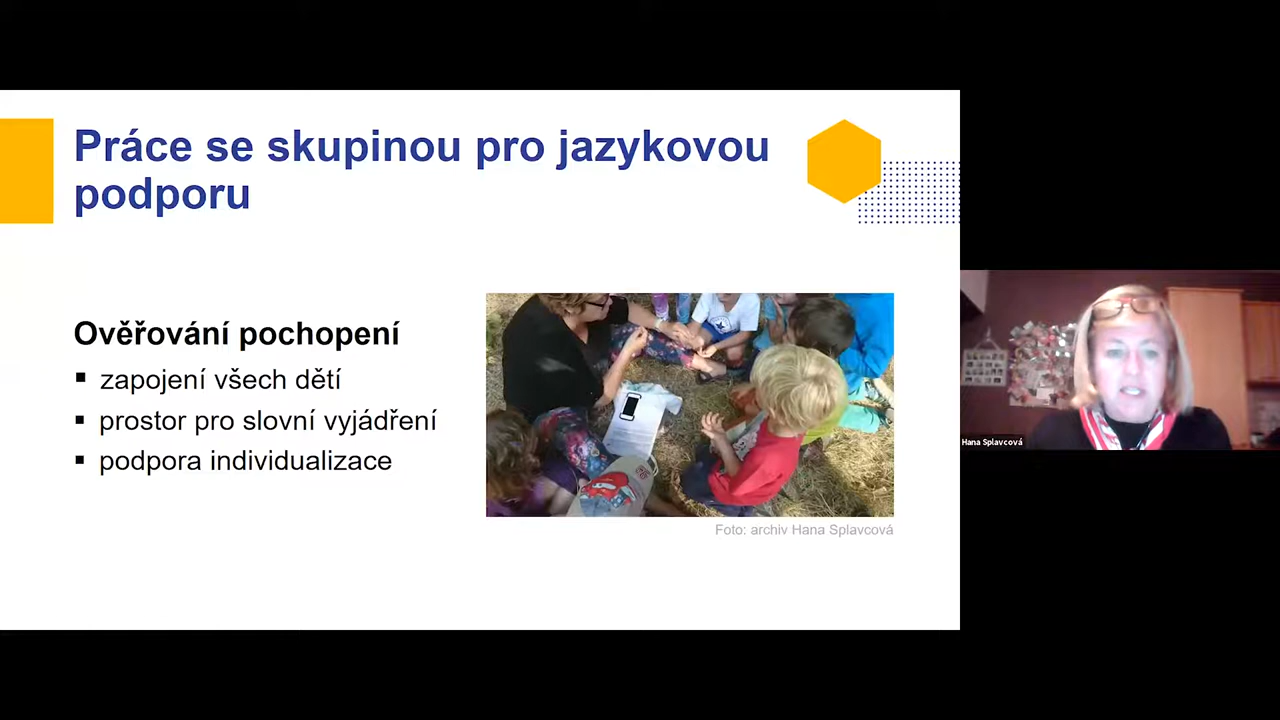 Práce se skupinou pro jazykovou
podporu
Ověřování pochopení
▪ zapojení všech dětí
▪ prostor pro slovní vyjádření
▪ podpora individualizace
Foto: archiv Hana Splavcová
Hana Splavcová